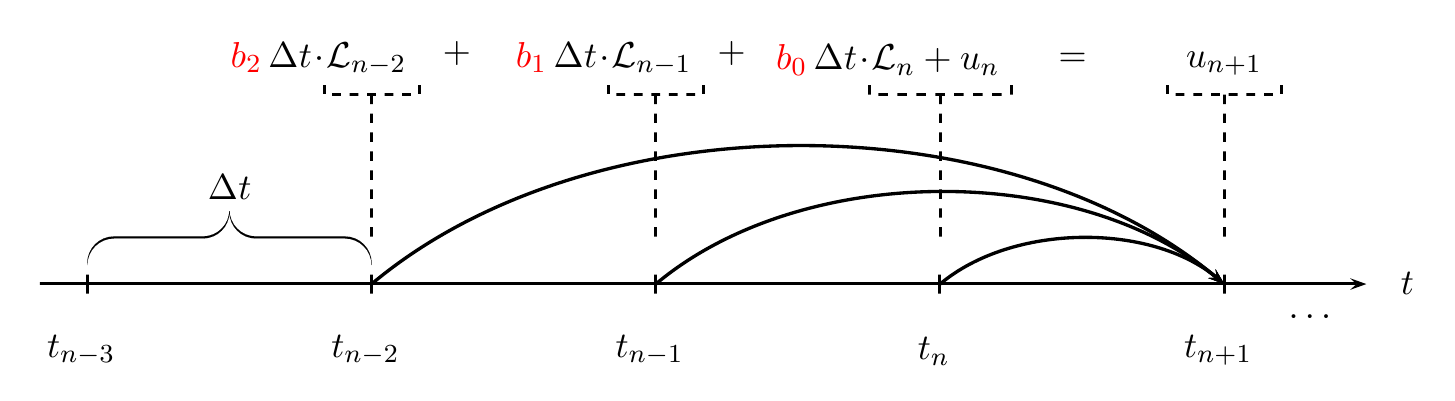 b₂ Δt·ℒₙ₋₂ + b₁ Δt·ℒₙ₋₁ + b₀ Δt·ℒₙ + uₙ = uₙ₊₁
Δt
t
...
tₙ₋₃ tₙ₋₂ tₙ₋₁ tₙ tₙ₊₁